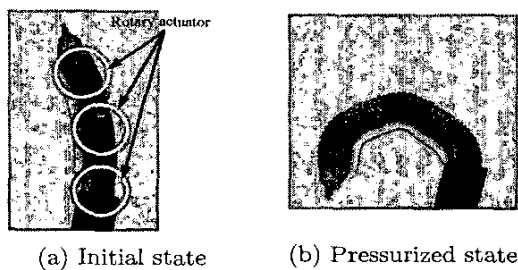 Rotary actuator
(a) Initial state
(b) Pressurized state